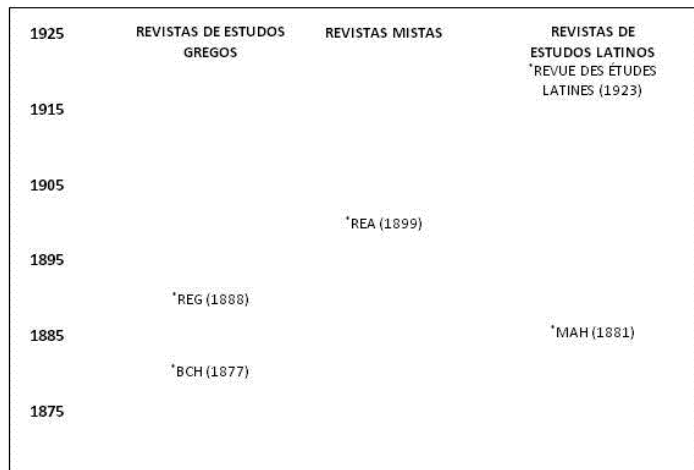 1925
REVISTAS DE ESTUDOS
GREGOS
REVISTAS MISTAS
REVISTAS DE
ESTUDOS LATINOS
*REVUE DES ÉTUDES
LATINES (1923)
1915
1905
*REA (1899)
1895
*REG (1888)
1885
*MAH (1881)
*BCH (1877)
1875